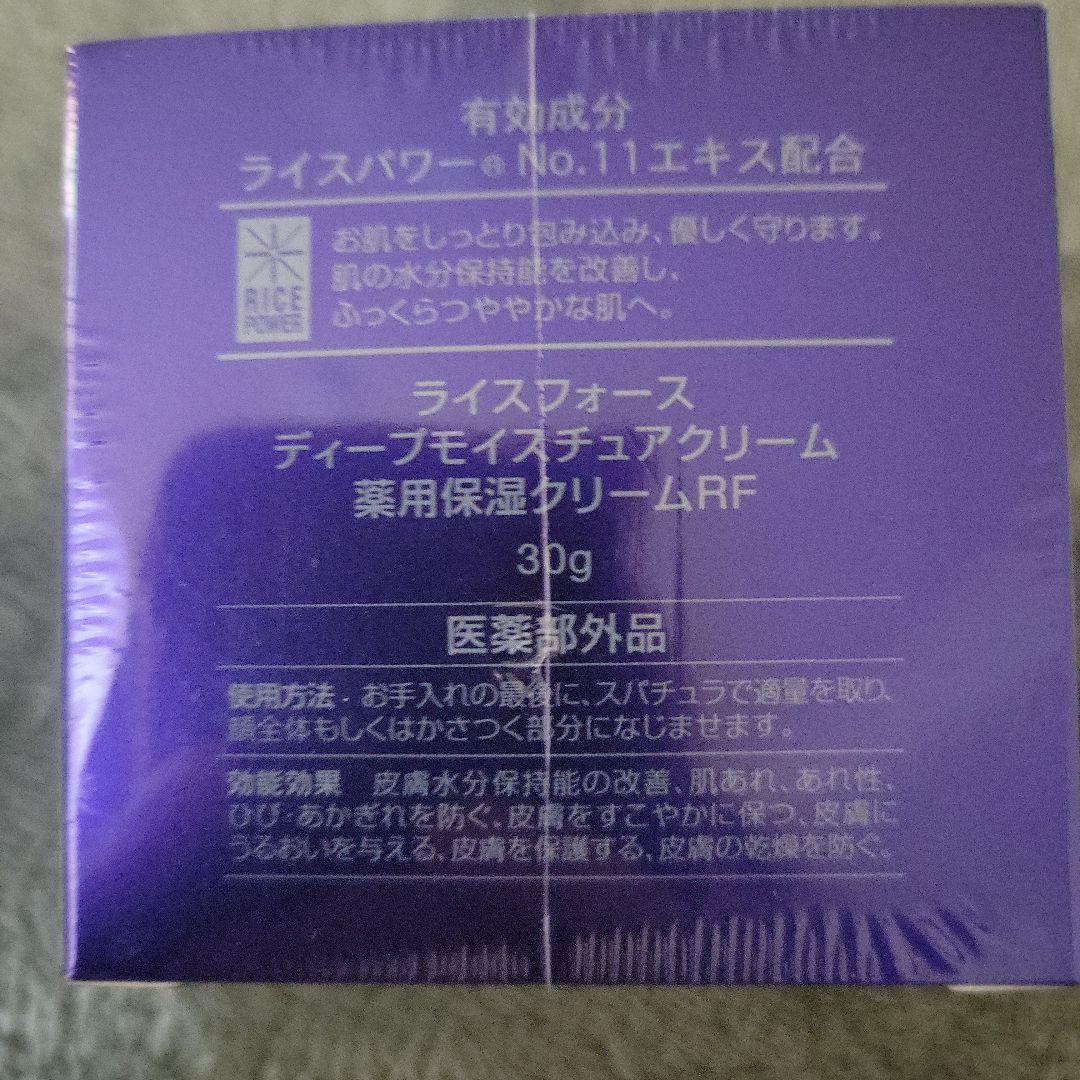 有効成分
ライスパワー® No.11エキス配合
RICE
POWER
お肌をしっとり包み込み、優しく守ります。
肌の水分保持能を改善し、
ふっくらつややかな肌へ。
ライスフォース
ディープモイスチュアクリーム
薬用保湿クリームRF
30g
医薬部外品
使用方法・お手入れの最後に、スパチュラで適量を取り、
顔全体もしくはかさつく部分になじませます。
効能効果 皮膚水分保持能の改善、肌あれ、あれ性、
ひび・あかぎれを防ぐ、皮膚をすこやかに保つ、皮膚に
うるおいを与える、皮膚を保護する、皮膚の乾燥を防ぐ。